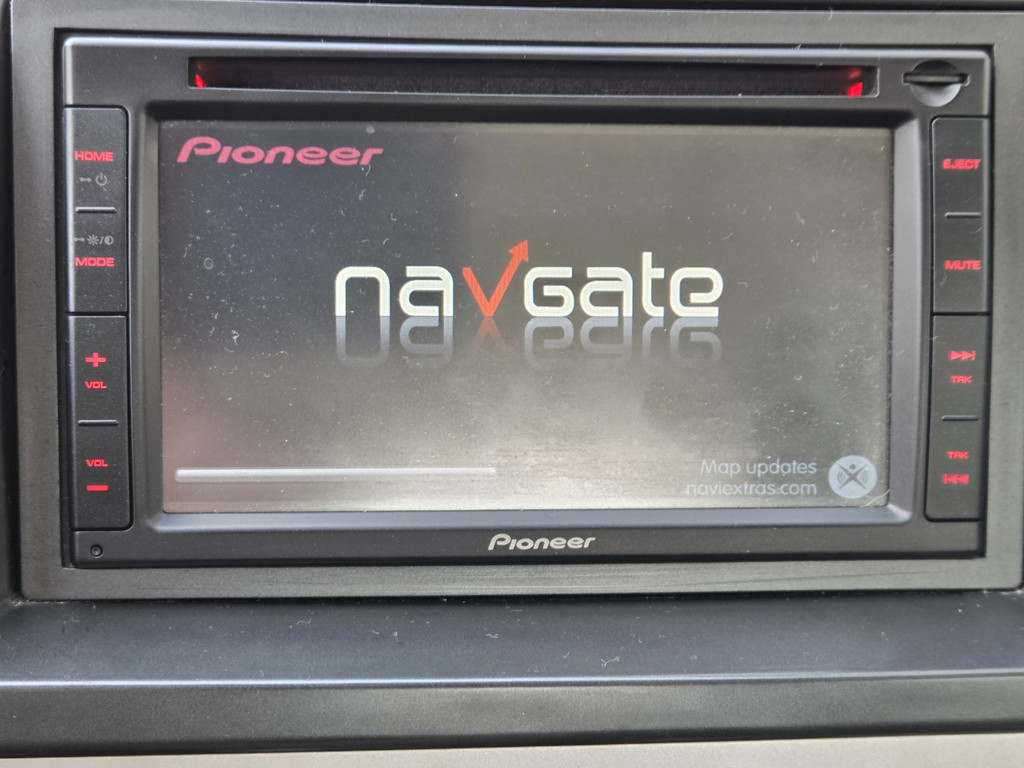 Pioneer
navgate
Map updates
naviextras.com
HOME
MODE
+
VOL
VOL
-
EJECT
MUTE
TRK
TRK
Pioneer